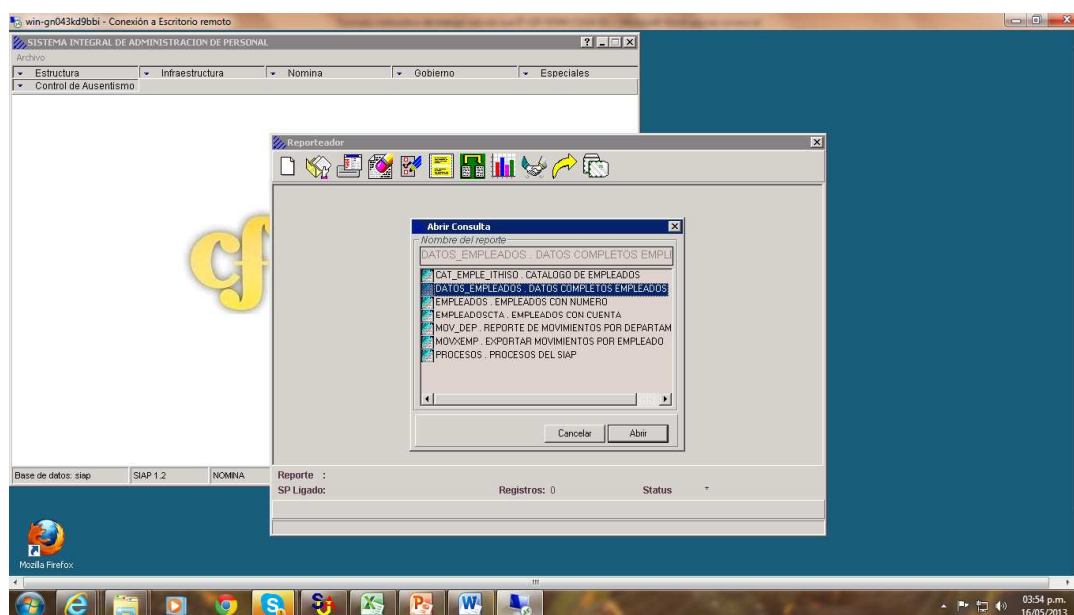 win-gn043kd9bbi - Conexión a Escritorio remoto
SISTEMA INTEGRAL DE ADMINISTRACION DE PERSONAL
Archivo
Estructura Infraestructura Nomina Gobierno Especiales
Control de Ausentismo
Reporteador
cf
Abrir Consulta
Nombre del reporte
DATOS_EMPLEADOS . DATOS COMPLETOS EMPL
CAT_EMPLE_ITHISO . CATALOGO DE EMPLEADOS
DATOS_EMPLEADOS . DATOS COMPLETOS EMPLEADOS
EMPLEADOS . EMPLEADOS CON NUMERO
EMPLEADOSCTA . EMPLEADOS CON CUENTA
MOV_DEP . REPORTE DE MOVIMIENTOS POR DEPARTAM
MOVXEMP . EXPORTAR MOVIMIENTOS POR EMPLEADO
PROCESOS . PROCESOS DEL SIAP
Cancelar Abrir
Base de datos: siap SIAP 1.2 NOMINA
Reporte :
SP Ligado: Registros: 0 Status
Mozilla Firefox
03:54 p.m.
16/05/2013